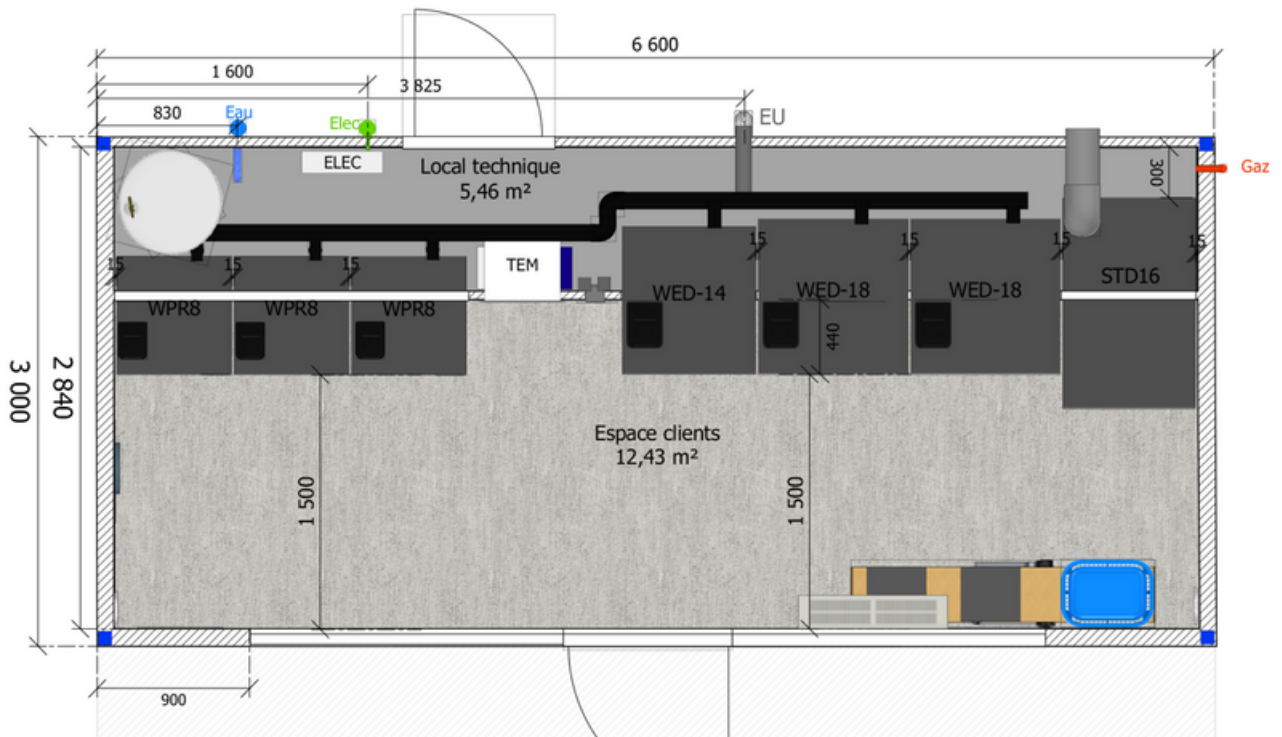 6 600
1 600
3 825
830
Eau
Elec
EU
ELEC
Local technique
5,46 m²
300
Gaz
15
15
15
TEM
15
15
15
15
WPR8
WPR8
WPR8
WED-14
WED-18
WED-18
STD16
440
3 000
2 840
Espace clients
12,43 m²
1 500
1 500
900